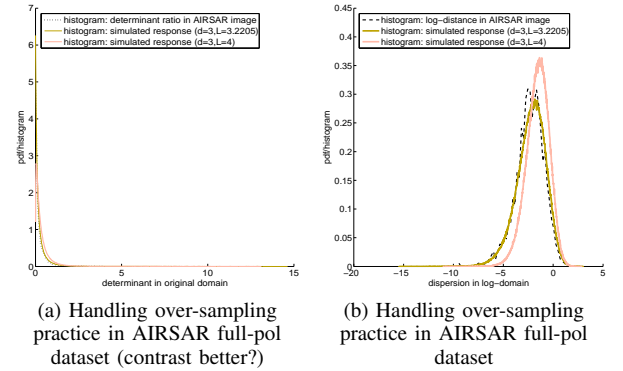 histogram: determinant ratio in AIRSAR image
histogram: simulated response (d=3,L=3.2205)
histogram: simulated response (d=3,L=4)
pdf/histogram
7
6
5
4
3
2
1
0
0 5 10 15
determinant in original domain
(a) Handling over-sampling
practice in AIRSAR full-pol
dataset (contrast better?)
histogram: log−distance in AIRSAR image
histogram: simulated response (d=3,L=3.2205)
histogram: simulated response (d=3,L=4)
pdf/histogram
0.45
0.4
0.35
0.3
0.25
0.2
0.15
0.1
0.05
0
−20 −15 −10 −5 0 5
dispersion in log−domain
(b) Handling over-sampling
practice in AIRSAR full-pol
dataset